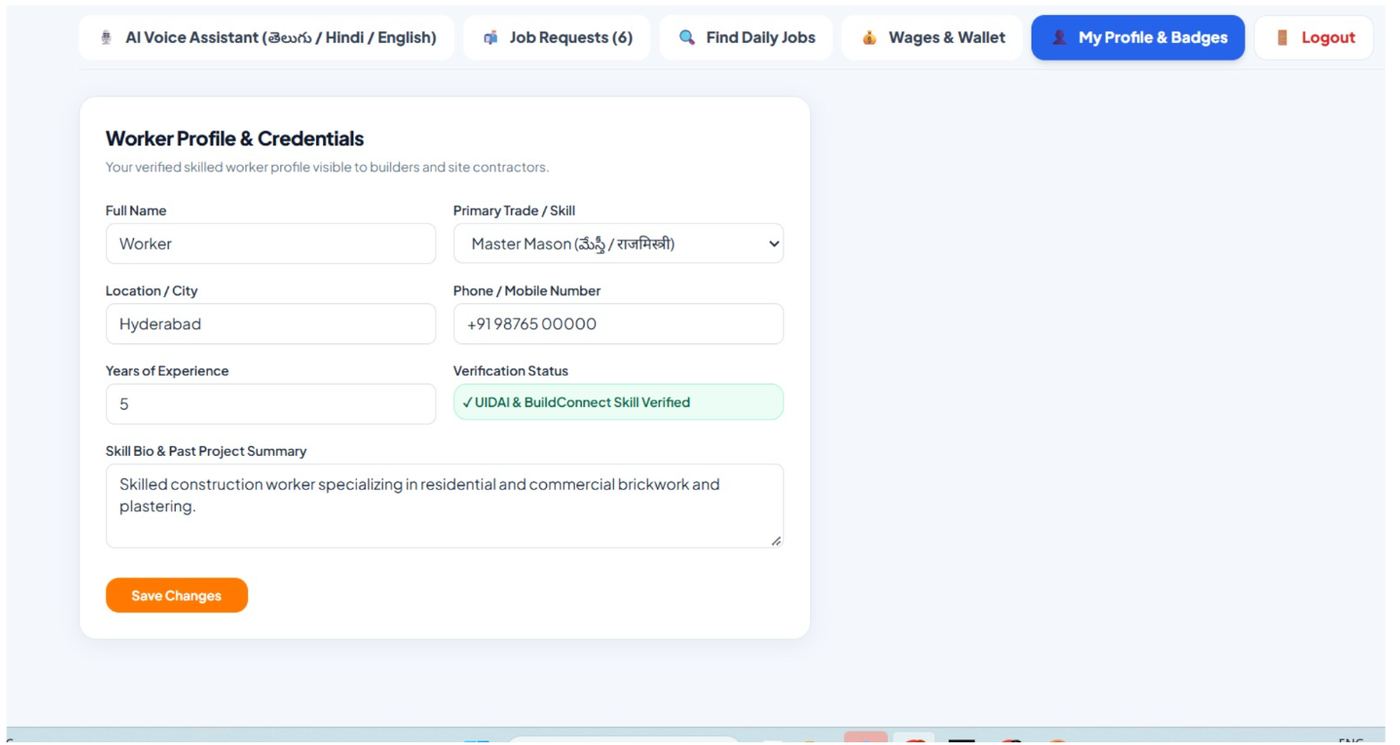 AI Voice Assistant (తెలుగు / Hindi / English)
Job Requests (6)
Find Daily Jobs
Wages & Wallet
My Profile & Badges
Logout
Worker Profile & Credentials
Your verified skilled worker profile visible to builders and site contractors.
Full Name
Primary Trade / Skill
Worker
Master Mason (మేస్త్రీ / राजमिस्त्री)
Location / City
Phone / Mobile Number
Hyderabad
+91 98765 00000
Years of Experience
Verification Status
5
✓ UIDAI & BuildConnect Skill Verified
Skill Bio & Past Project Summary
Skilled construction worker specializing in residential and commercial brickwork and
plastering.
Save Changes